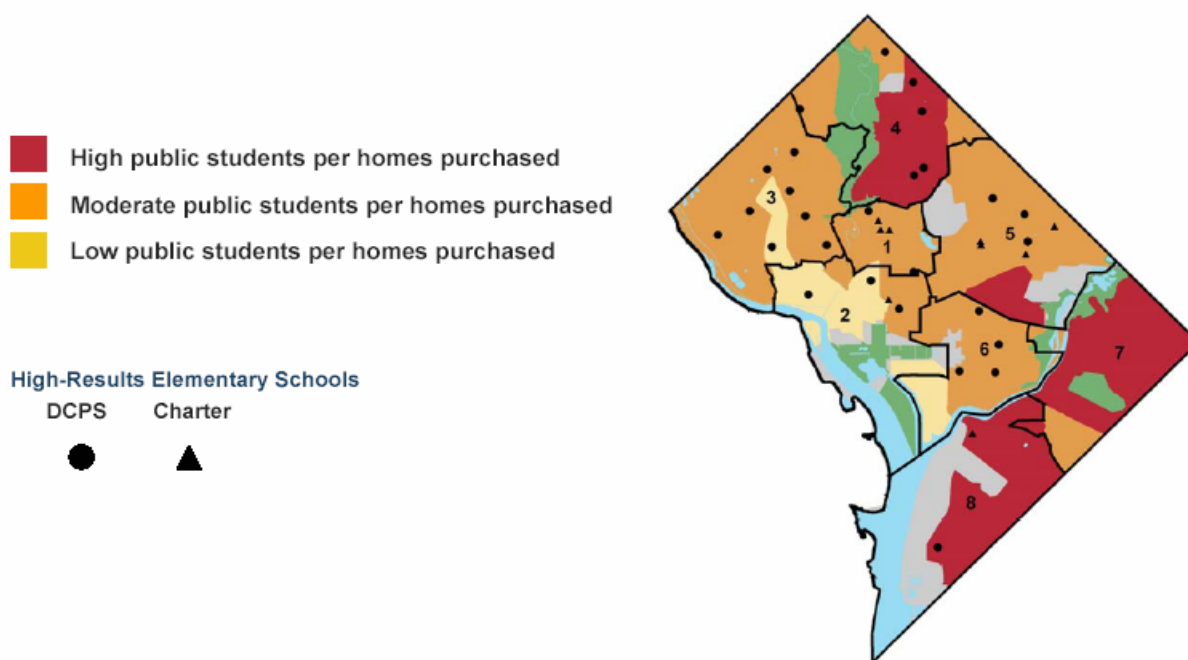 High public students per homes purchased
Moderate public students per homes purchased
Low public students per homes purchased
High-Results Elementary Schools
DCPS Charter
4
3
5
1
2
6
7
8